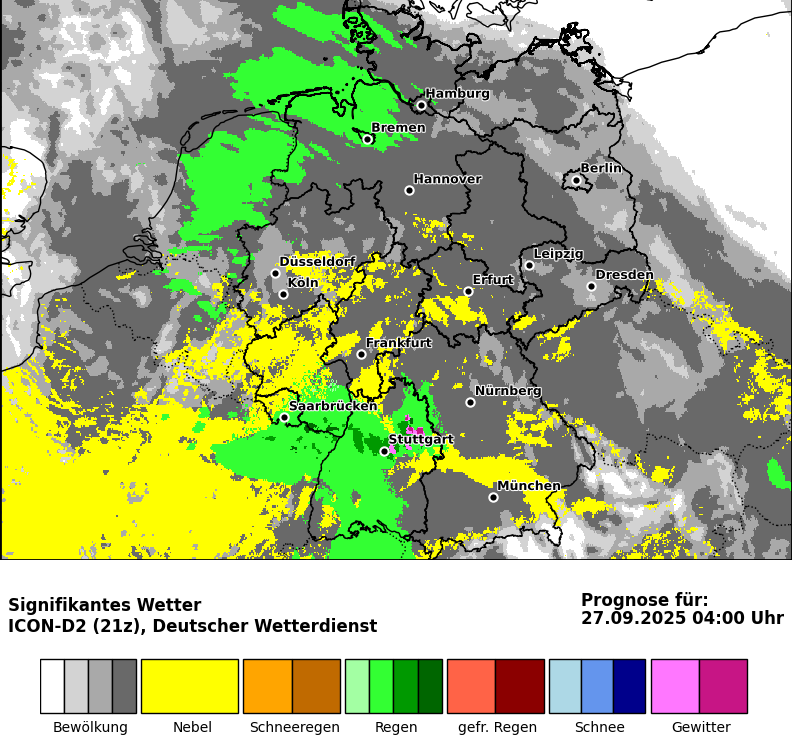 Hamburg
Bremen
Hannover
Berlin
Düsseldorf
Leipzig
Köln
Erfurt
Dresden
Frankfurt
Nürnberg
Saarbrücken
Stuttgart
München
Signifikantes Wetter
ICON-D2 (21z), Deutscher Wetterdienst
Prognose für:
27.09.2025 04:00 Uhr
Bewölkung Nebel Schneeregen Regen gefr. Regen Schnee Gewitter